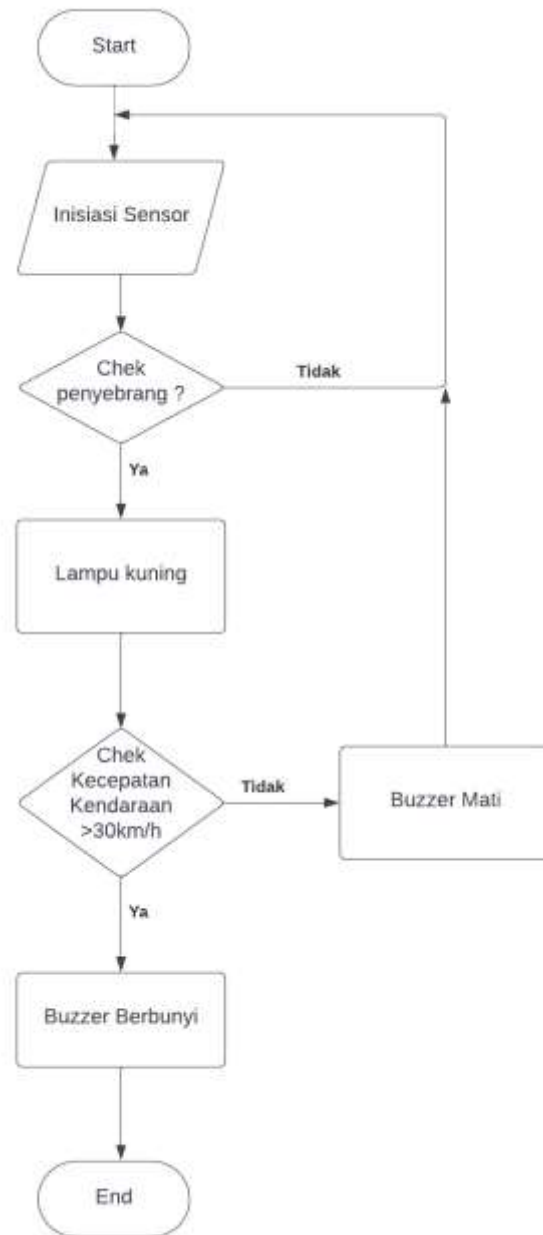 Start
Inisiasi Sensor
Chek
penyebrang ?
Tidak
Ya
Lampu kuning
Chek
Kecepatan
Kendaraan
>30km/h
Tidak
Buzzer Mati
Ya
Buzzer Berbunyi
End